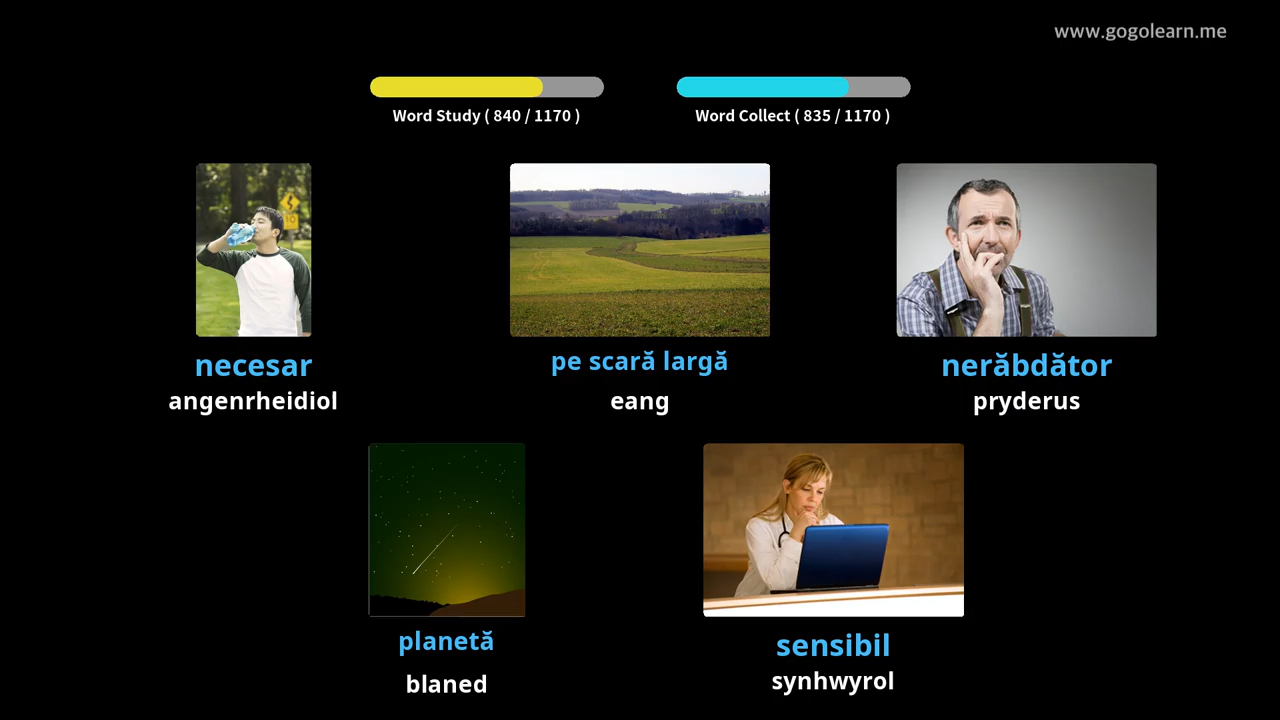 www.gogolearn.me
Word Study ( 840 / 1170 )
Word Collect ( 835 / 1170 )
necesar
angenrheidiol
pe scară largă
eang
nerăbdător
pryderus
planetă
blaned
sensibil
synhwyrol